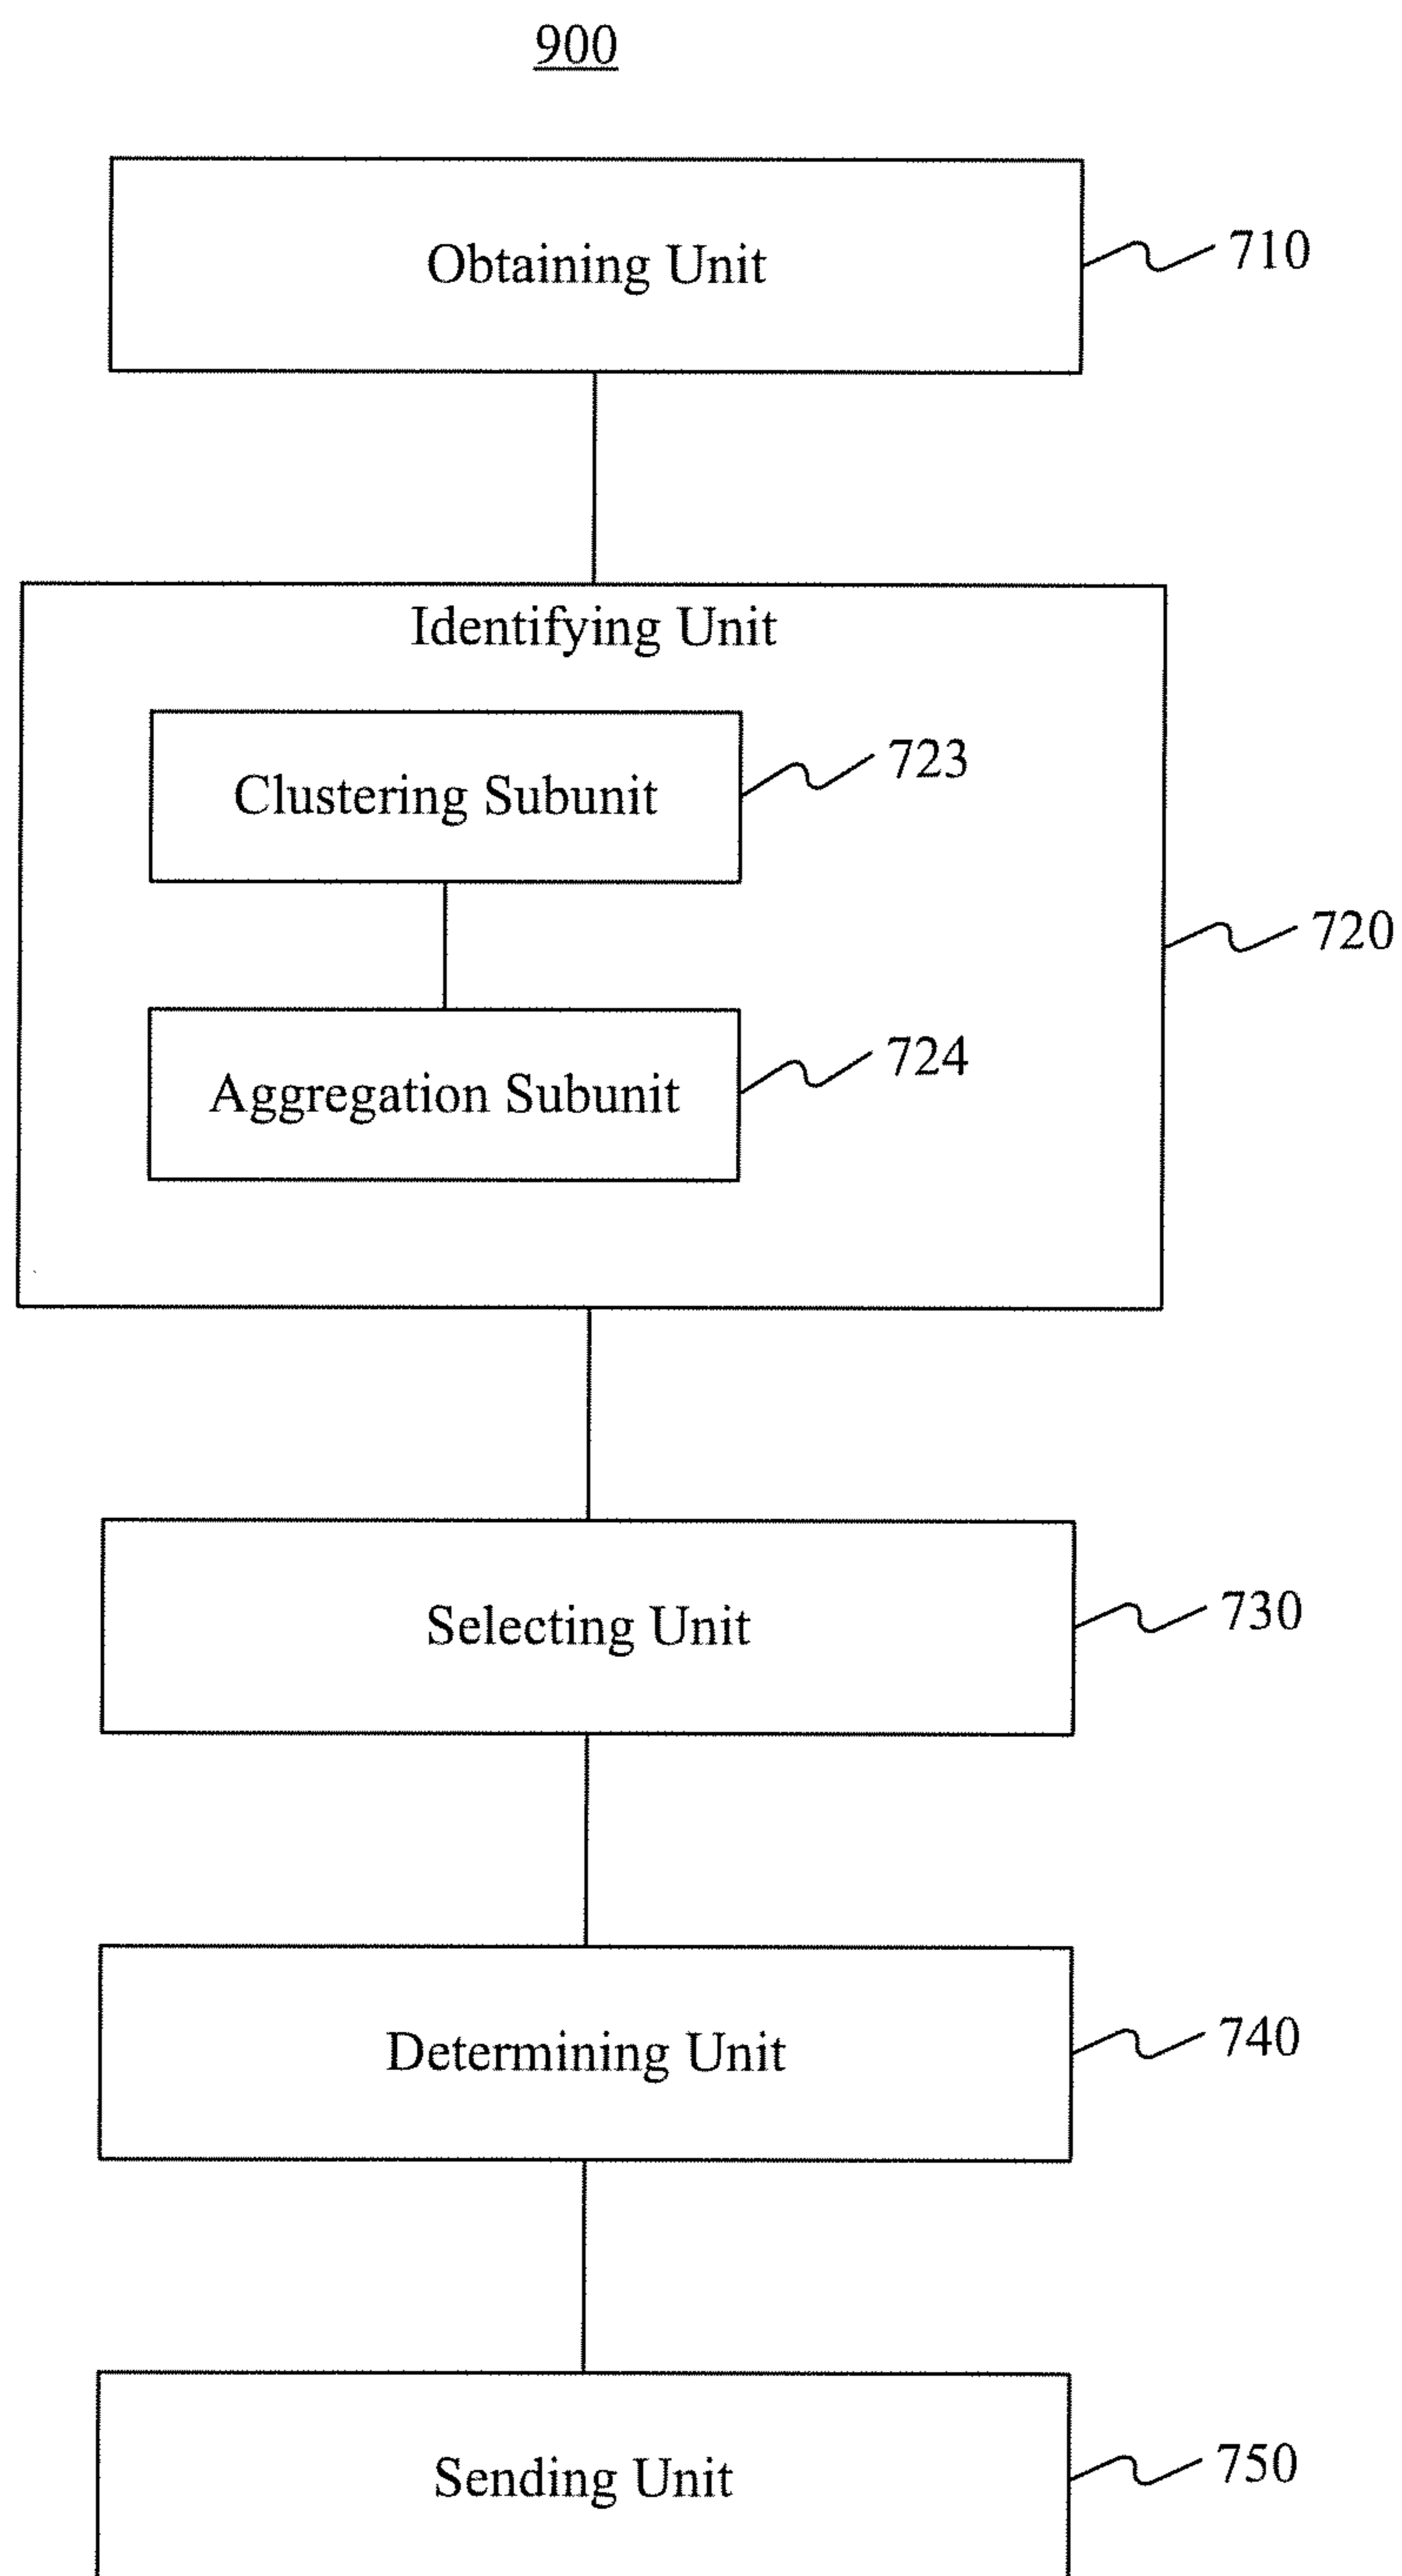 900
Obtaining Unit
710
Identifying Unit
Clustering Subunit
723
720
Aggregation Subunit
724
Selecting Unit
730
Determining Unit
740
Sending Unit
750